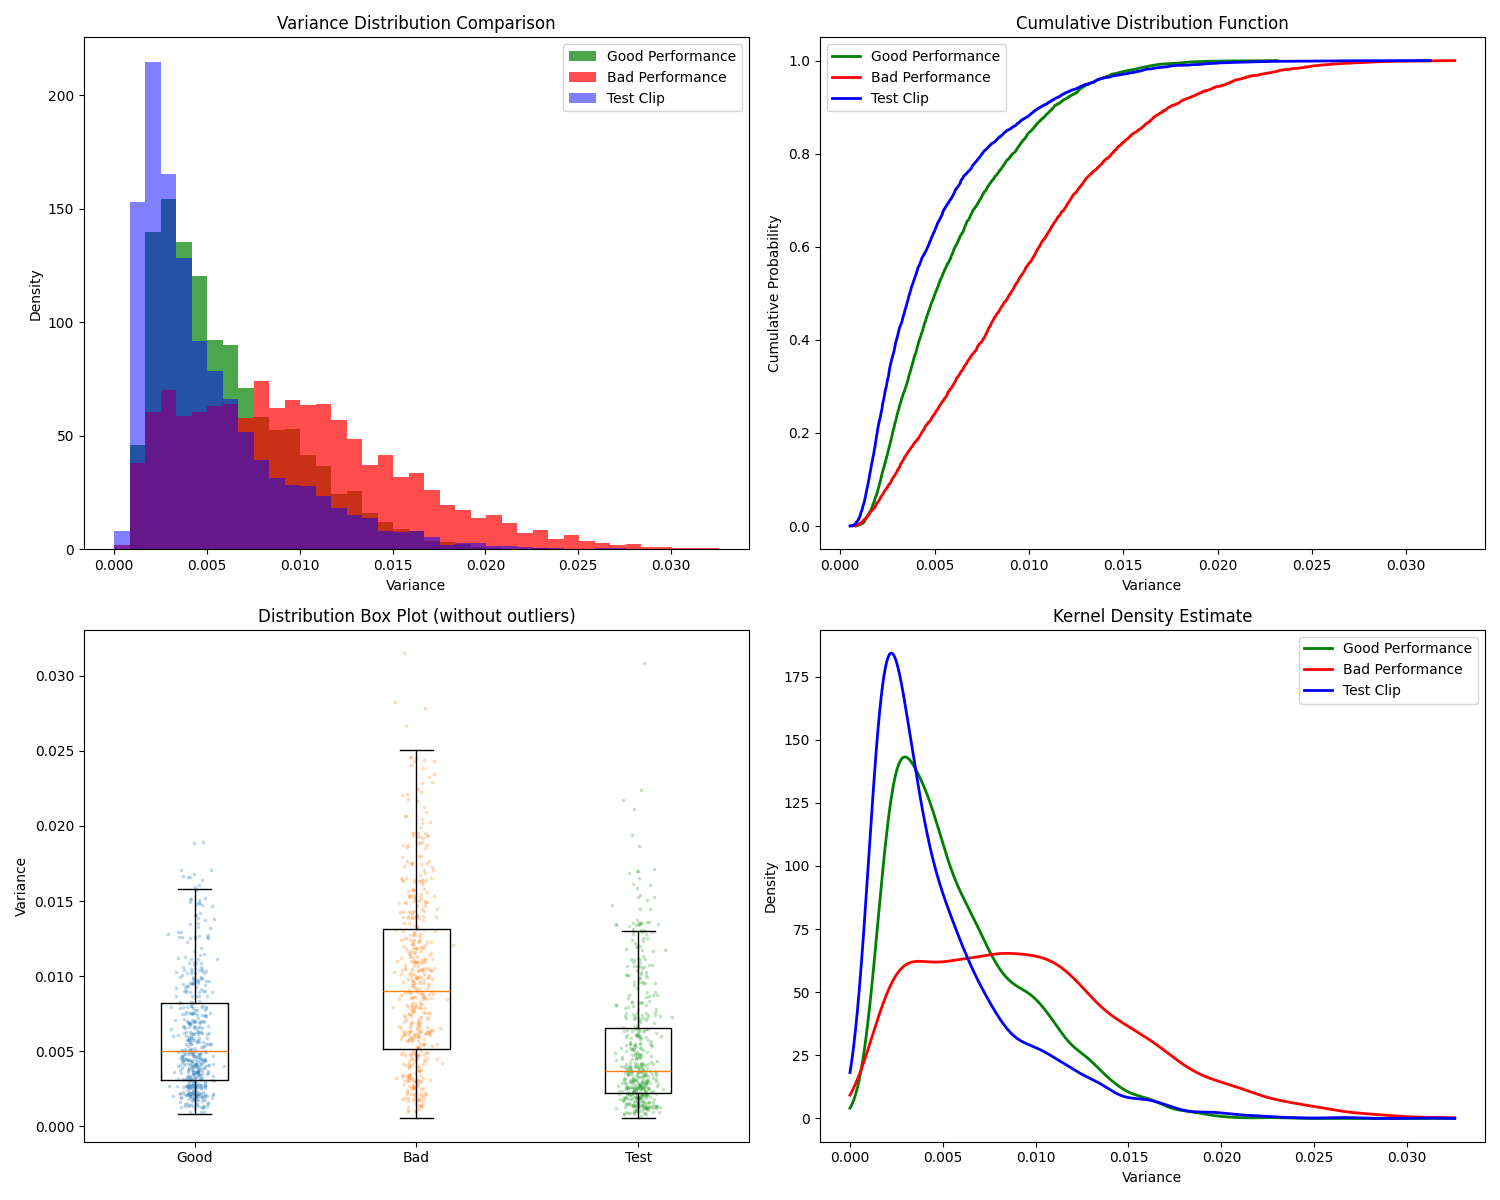 Variance Distribution Comparison
Density
200
150
100
50
0
0.000 0.005 0.010 0.015 0.020 0.025 0.030
Variance
Good Performance
Bad Performance
Test Clip
Cumulative Distribution Function
Cumulative Probability
1.0
0.8
0.6
0.4
0.2
0.0
0.000 0.005 0.010 0.015 0.020 0.025 0.030
Variance
Good Performance
Bad Performance
Test Clip
Distribution Box Plot (without outliers)
Variance
0.030
0.025
0.020
0.015
0.010
0.005
0.000
Good Bad Test
Kernel Density Estimate
Density
175
150
125
100
75
50
25
0
0.000 0.005 0.010 0.015 0.020 0.025 0.030
Variance
Good Performance
Bad Performance
Test Clip